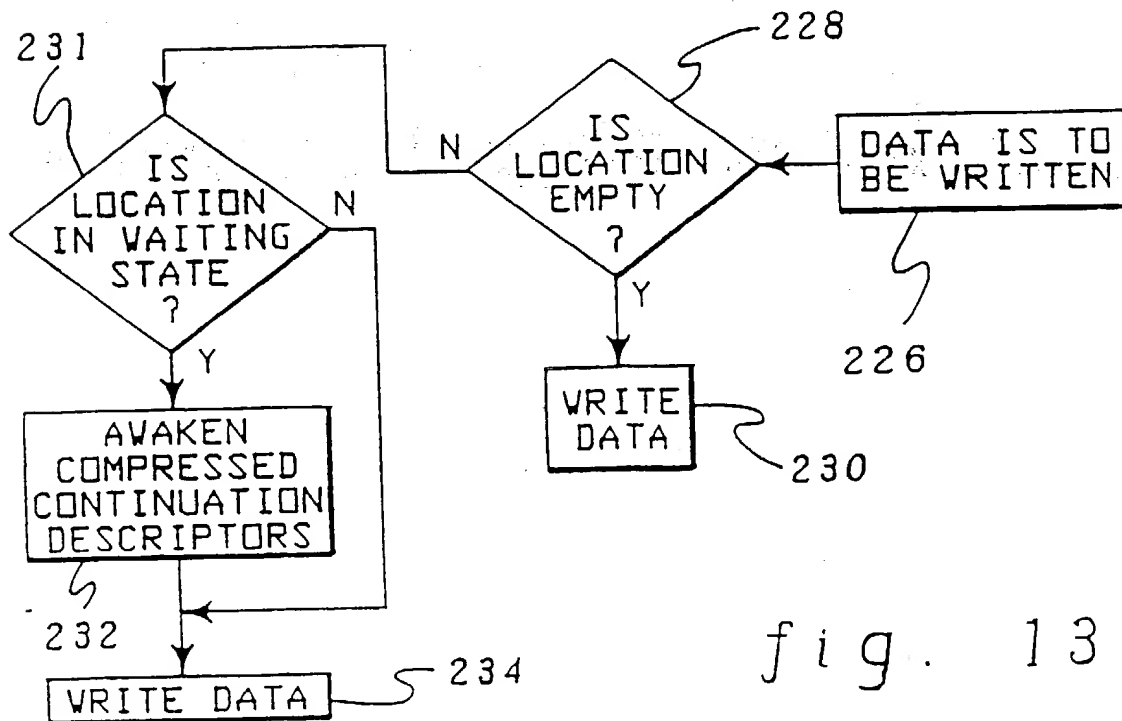 231
IS
LOCATION
IN WAITING
STATE
?
N
Y
AWAKEN
COMPRESSED
CONTINUATION
DESCRIPTORS
232
WRITE DATA
234
228
IS
LOCATION
EMPTY
?
N
Y
WRITE
DATA
230
DATA IS TO
BE WRITTEN
226
fig. 13